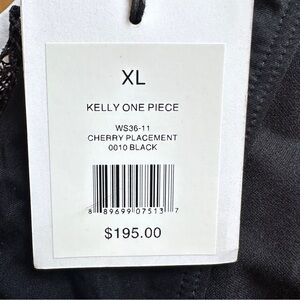 XL
KELLY ONE PIECE
WS36-11
CHERRY PLACEMENT
0010 BLACK
8 89699 07513 7
$195.00